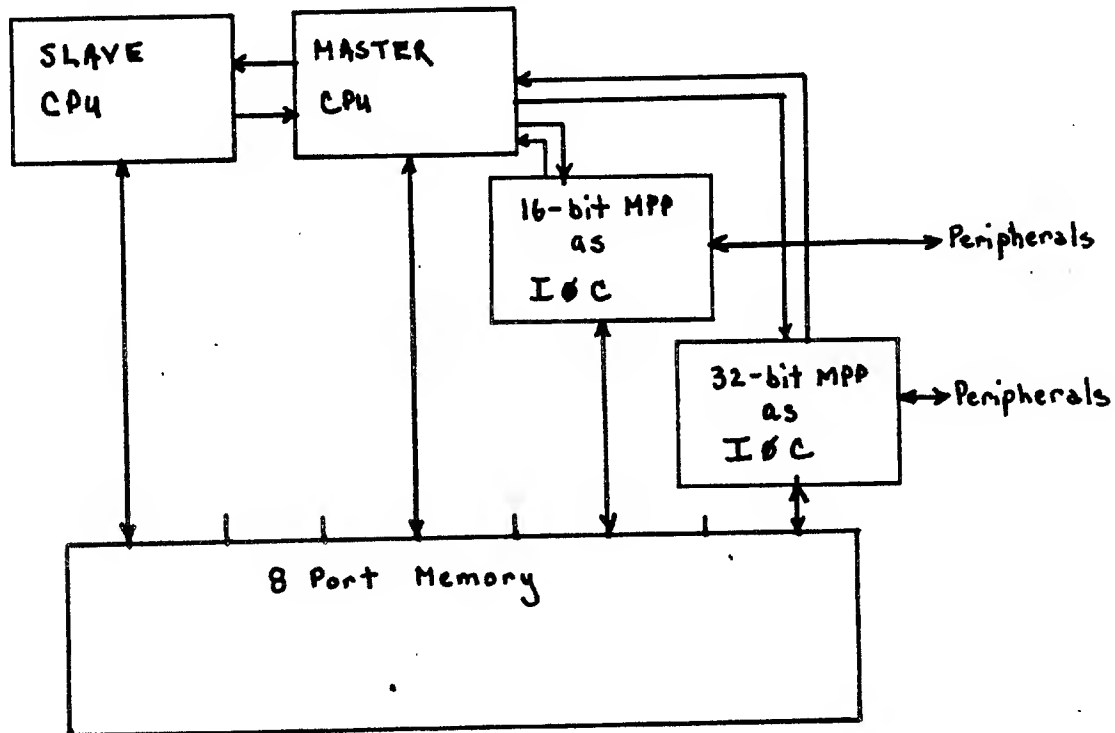 SLAVE
CPU
MASTER
CPU
16-bit MPP
as
IØC
Peripherals
32-bit MPP
as
IØC
Peripherals
8 Port Memory